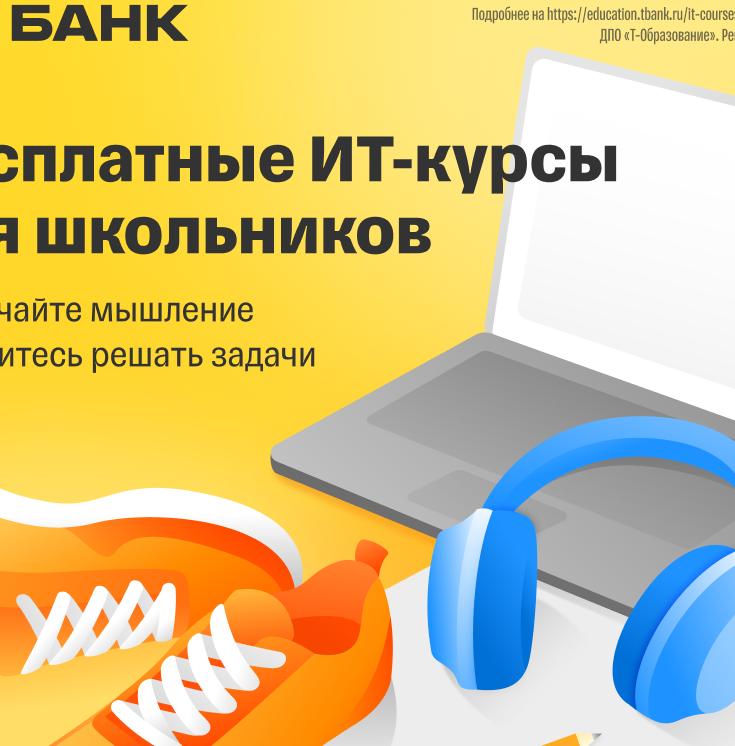 БАНК
Подробнее на https://education.tbank.ru/it-course
ДПО «Т-Образование». Ре
сплатные ИТ-курсы
я школьников
чайте мышление
итесь решать задачи